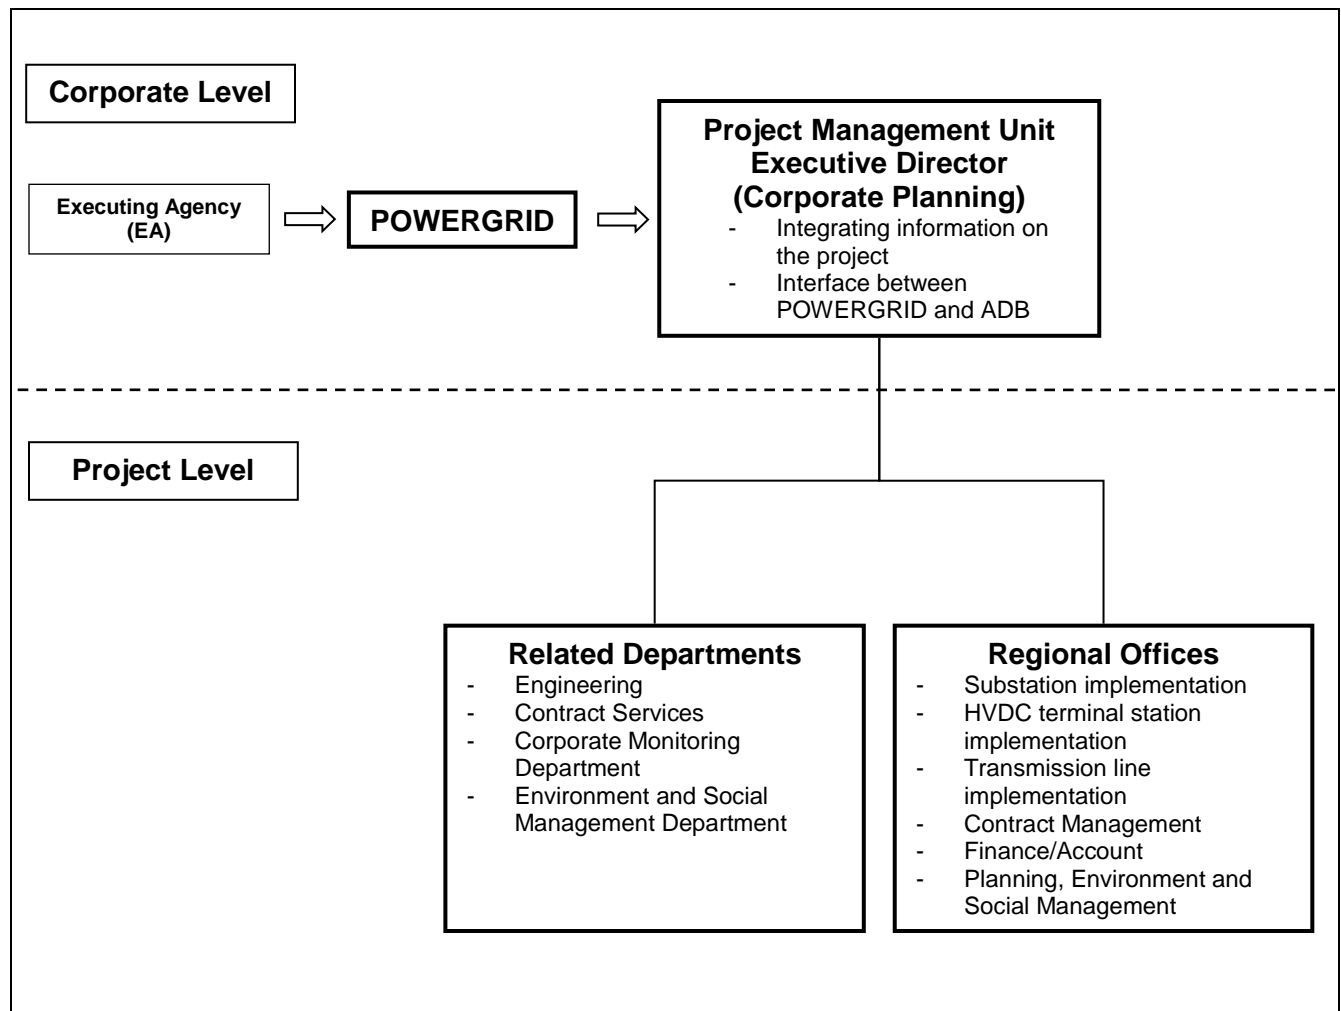 Corporate Level
Executing Agency
(EA)
POWERGRID
Project Management Unit
Executive Director
(Corporate Planning)
- Integrating information on
the project
- Interface between
POWERGRID and ADB
Project Level
Related Departments
- Engineering
- Contract Services
- Corporate Monitoring
Department
- Environment and Social
Management Department
Regional Offices
- Substation implementation
- HVDC terminal station
implementation
- Transmission line
implementation
- Contract Management
- Finance/Account
- Planning, Environment and
Social Management